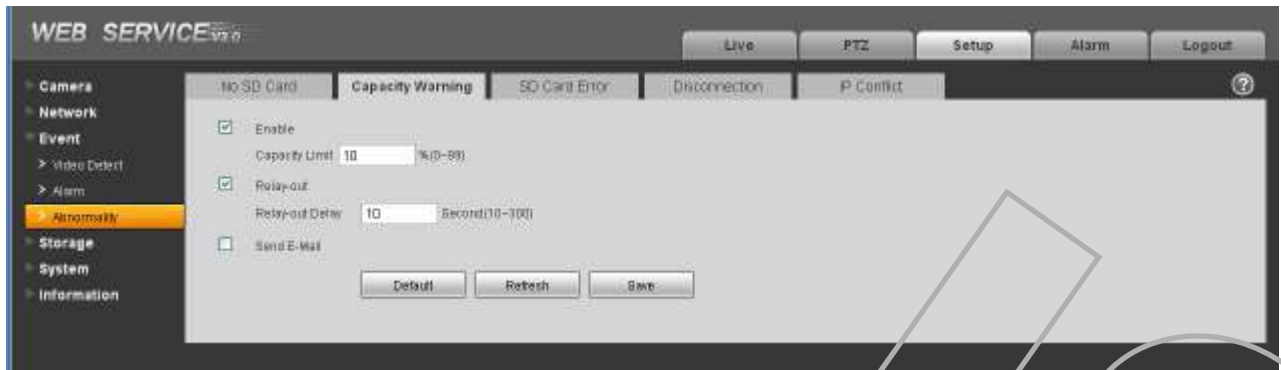 WEB SERVICE V3.0
Live PTZ Setup Alarm Logout
Camera
Network
Event
> Video Detect
> Alarm
> Abnormality
Storage
System
Information
No SD Card Capacity Warning SD Card Error Disconnection IP Conflict
Enable
Capacity Limit 10 %(0~99)
Relay-out
Relay-out Delay 10 Second(10~300)
Send E-Mail
Default Refresh Save